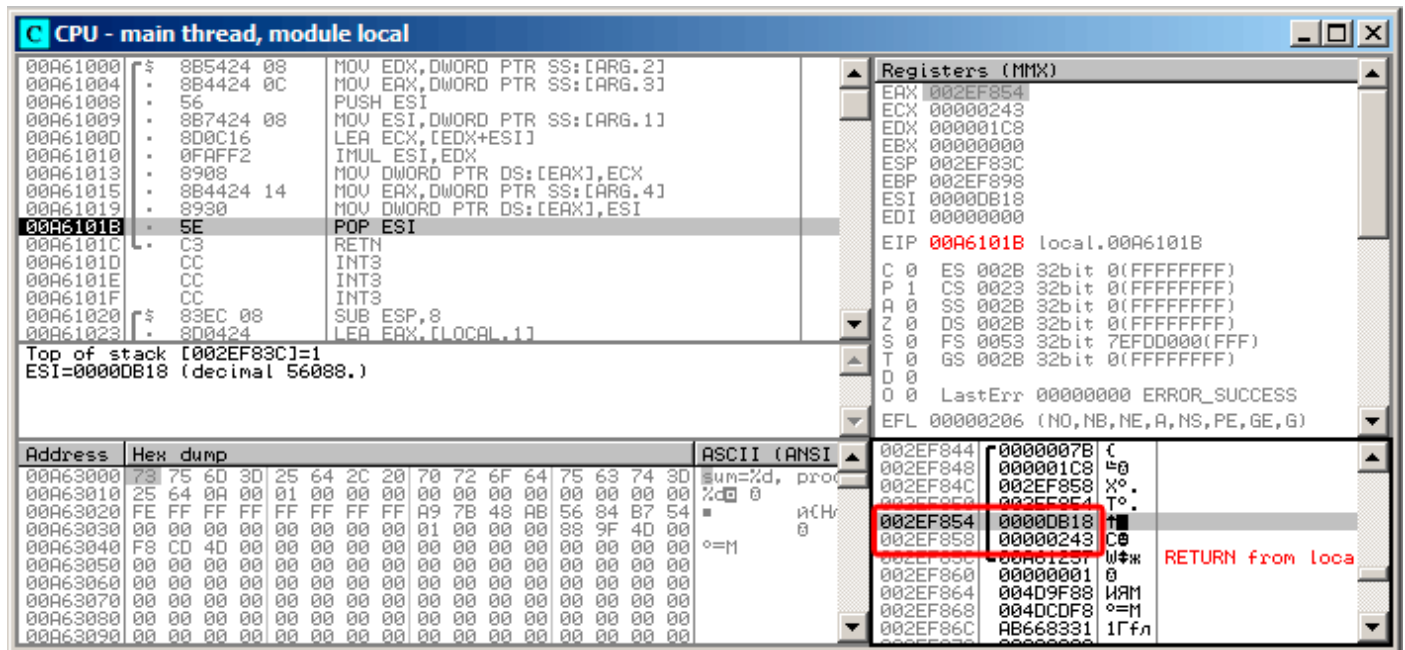 C CPU - main thread, module local
00A61000 $ 8B5424 08 MOV EDX,DWORD PTR SS:[ARG.2]
00A61004 . 8B4424 0C MOV EAX,DWORD PTR SS:[ARG.3]
00A61008 . 56 PUSH ESI
00A61009 . 8B7424 08 MOV ESI,DWORD PTR SS:[ARG.1]
00A6100D . 8D0C16 LEA ECX,[EDX+ESI]
00A61010 . 0FAFF2 IMUL ESI,EDX
00A61013 . 8908 MOV DWORD PTR DS:[EAX],ECX
00A61015 . 8B4424 14 MOV EAX,DWORD PTR SS:[ARG.4]
00A61019 . 8930 MOV DWORD PTR DS:[EAX],ESI
00A6101B . 5E POP ESI
00A6101C . C3 RETN
00A6101D CC INT3
00A6101E CC INT3
00A6101F CC INT3
00A61020 $ 83EC 08 SUB ESP,8
00A61023 . 8D0424 LEA EAX,[LOCAL.1]
Top of stack [002EF83C]=1
ESI=0000DB18 (decimal 56088.)
Registers (MMX)
EAX 002EF854
ECX 00000243
EDX 000001C8
EBX 00000000
ESP 002EF83C
EBP 002EF898
ESI 0000DB18
EDI 00000000
EIP 00A6101B local.00A6101B
C 0 ES 002B 32bit 0(FFFFFFFF)
P 1 CS 0023 32bit 0(FFFFFFFF)
A 0 SS 002B 32bit 0(FFFFFFFF)
Z 0 DS 002B 32bit 0(FFFFFFFF)
S 0 FS 0053 32bit 7EFDD000(FFF)
T 0 GS 002B 32bit 0(FFFFFFFF)
D 0
O 0 LastErr 00000000 ERROR_SUCCESS
EFL 00000206 (NO,NB,NE,A,NS,PE,GE,G)
Address Hex dump ASCII (ANSI
00A63000 73 75 6D 3D 25 64 2C 20 70 72 6F 64 75 63 74 3D sum=%d, prod
00A63010 25 64 0A 00 01 00 00 00 00 00 00 00 00 00 00 00 %d
00A63020 FE FF FF FF FF FF FF FF A9 7B 48 AB 56 84 B7 54
00A63030 00 00 00 00 00 00 00 00 01 00 00 00 88 9F 4D 00
00A63040 F8 CD 4D 00 00 00 00 00 00 00 00 00 00 00 00 00 °=M
00A63050 00 00 00 00 00 00 00 00 00 00 00 00 00 00 00 00
00A63060 00 00 00 00 00 00 00 00 00 00 00 00 00 00 00 00
00A63070 00 00 00 00 00 00 00 00 00 00 00 00 00 00 00 00
00A63080 00 00 00 00 00 00 00 00 00 00 00 00 00 00 00 00
00A63090 00 00 00 00 00 00 00 00 00 00 00 00 00 00 00 00
002EF844 0000007B {
002EF848 000001C8
002EF84C 002EF858 X°.
002EF850 002EF854 T°.
002EF854 0000DB18
002EF858 00000243 C
00A61257 RETURN from loca
002EF860 00000001
002EF864 004D9F88 ИЯМ
002EF868 004DCDF8 °=M
002EF86C AB668331 1Гfл